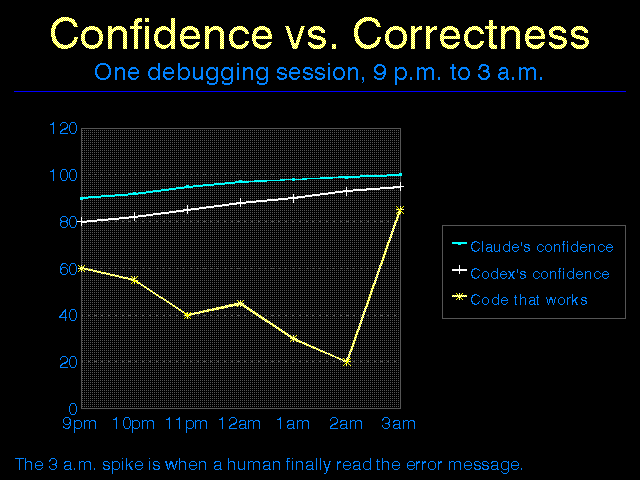 Confidence vs. Correctness
One debugging session, 9 p.m. to 3 a.m.
120
100
80
60
40
20
0
9pm 10pm 11pm 12am 1am 2am 3am
Claude's confidence
Codex's confidence
Code that works
The 3 a.m. spike is when a human finally read the error message.